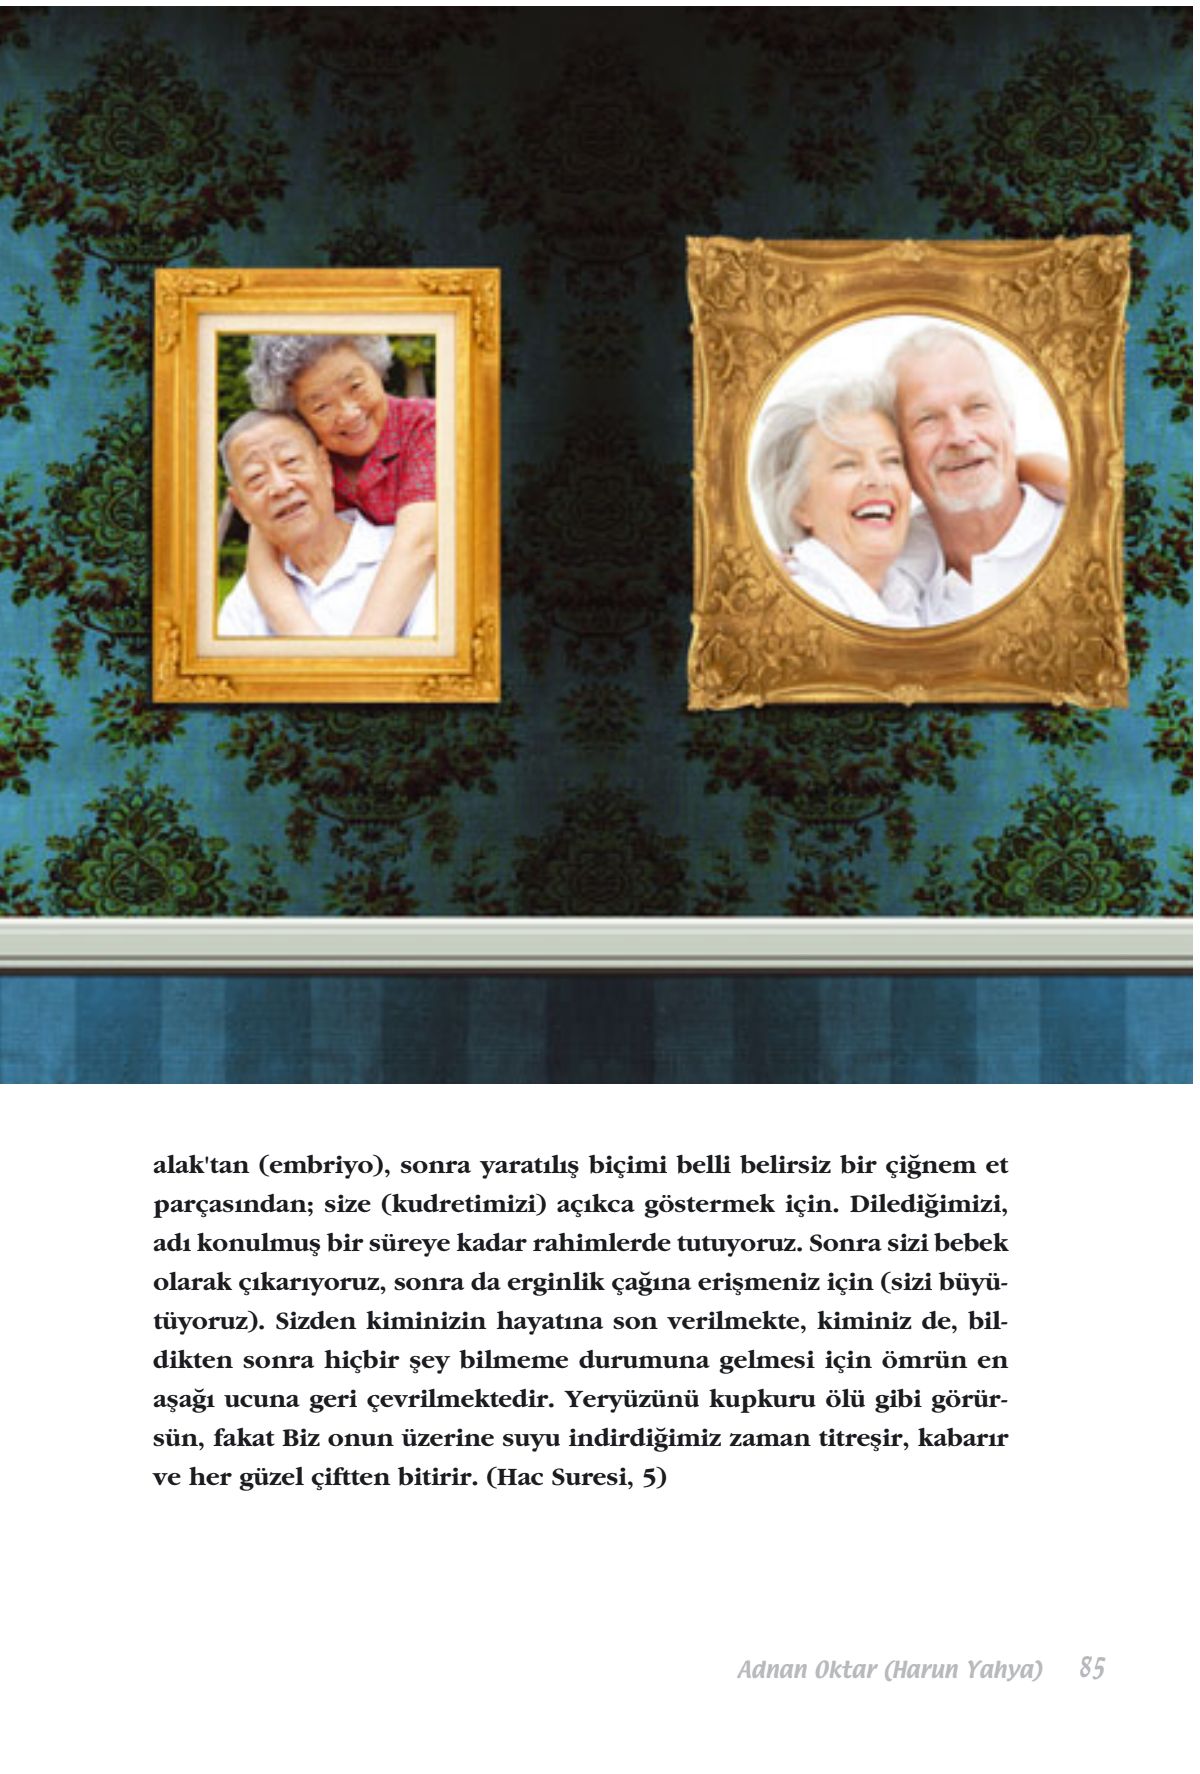 alak'tan (embriyo), sonra yaratılış biçimi belli belirsiz bir çiğnem et
parçasından; size (kudretimizi) açıkca göstermek için. Dilediğimizi,
adı konulmuş bir süreye kadar rahimlerde tutuyoruz. Sonra sizi bebek
olarak çıkarıyoruz, sonra da erginlik çağına erişmeniz için (sizi büyü-
tüyoruz). Sizden kiminizin hayatına son verilmekte, kiminiz de, bil-
dikten sonra hiçbir şey bilmeme durumuna gelmesi için ömrün en
aşağı ucuna geri çevrilmektedir. Yeryüzünü kupkuru ölü gibi görür-
sün, fakat Biz onun üzerine suyu indirdiğimiz zaman titreşir, kabarır
ve her güzel çiftten bitirir. (Hac Suresi, 5)
Adnan Oktar (Harun Yahya) 85